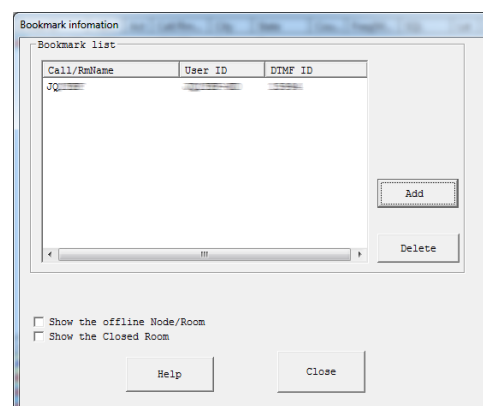 Bookmark infomation
Bookmark list
Call/RmName User ID DTMF ID
Add
Delete
Show the offline Node/Room
Show the Closed Room
Help Close